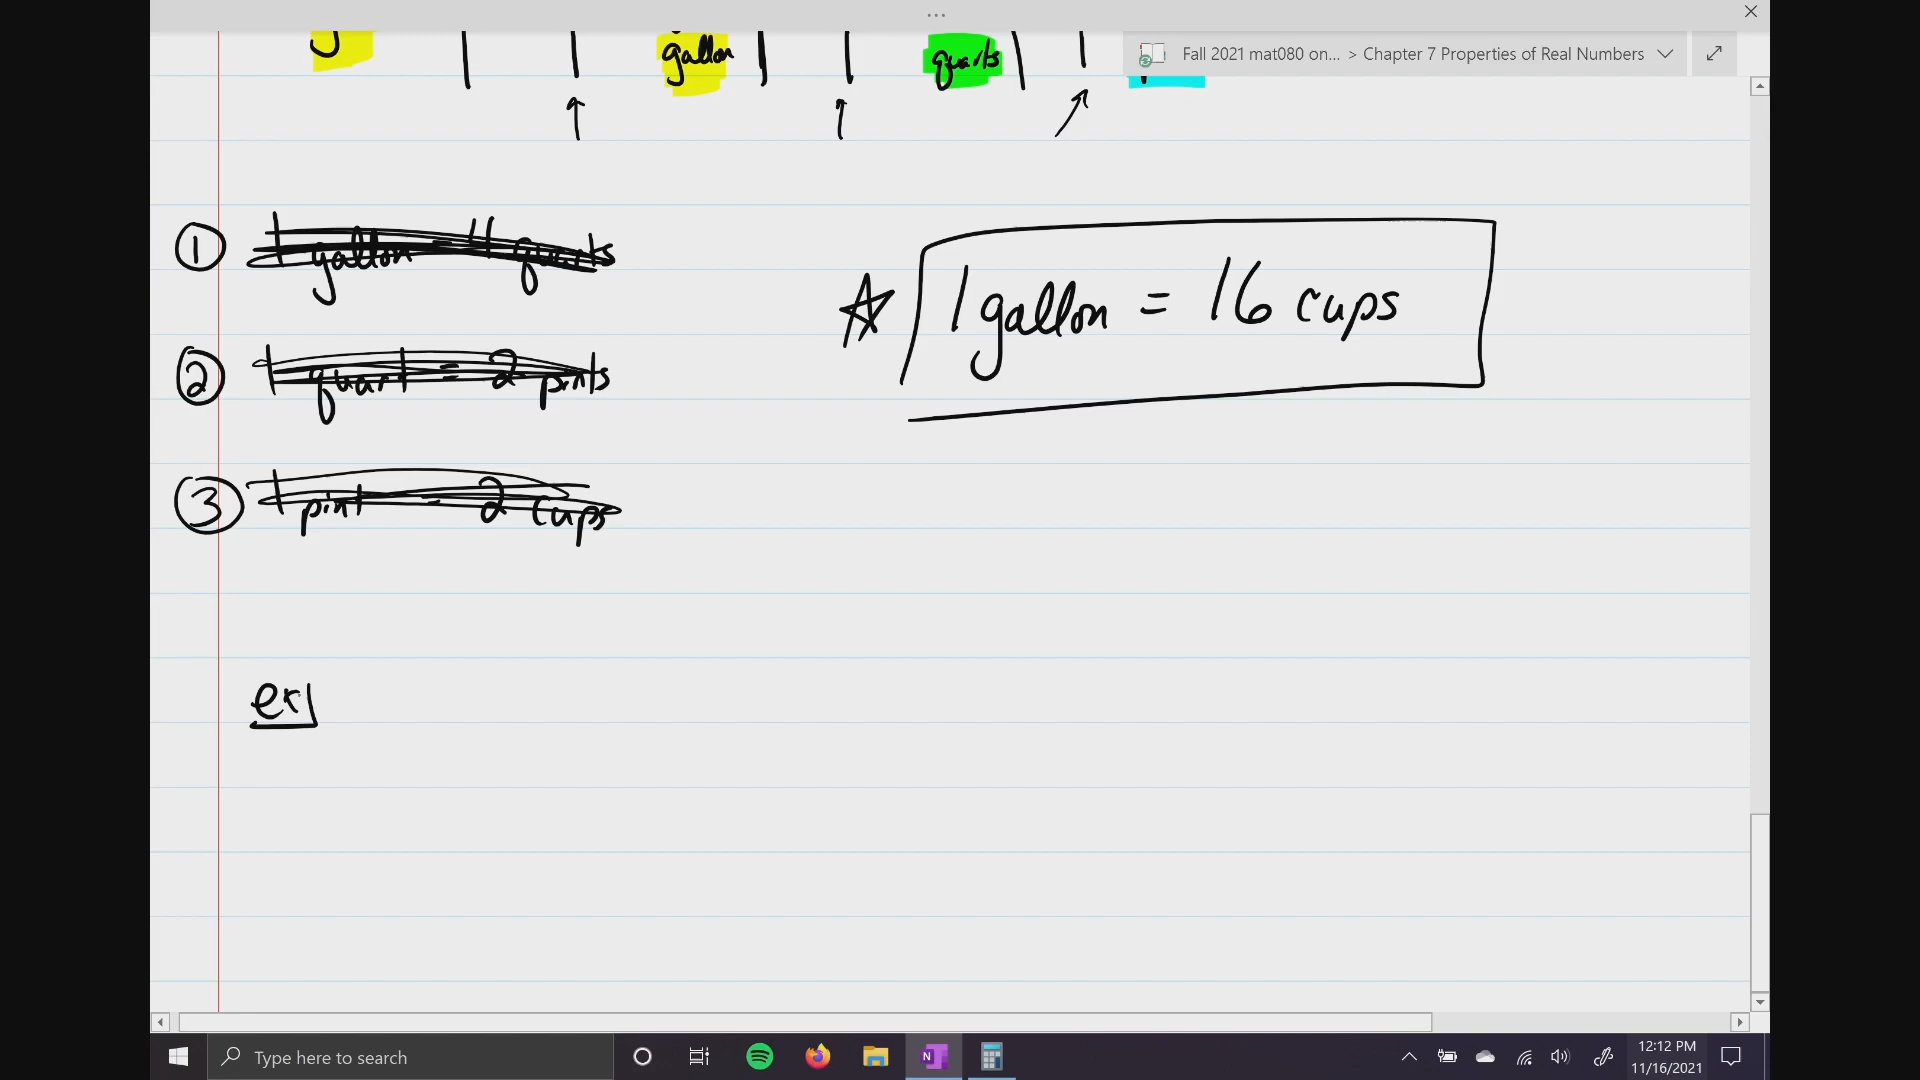 ...
Fall 2021 mat080 on... > Chapter 7 Properties of Real Numbers
gallon quarts
① 1 gallon = 4 quarts
☆ 1 gallon = 16 cups
② 1 quart = 2 pints
③ 1 pint = 2 cups
ex
Type here to search
N
12:12 PM
11/16/2021